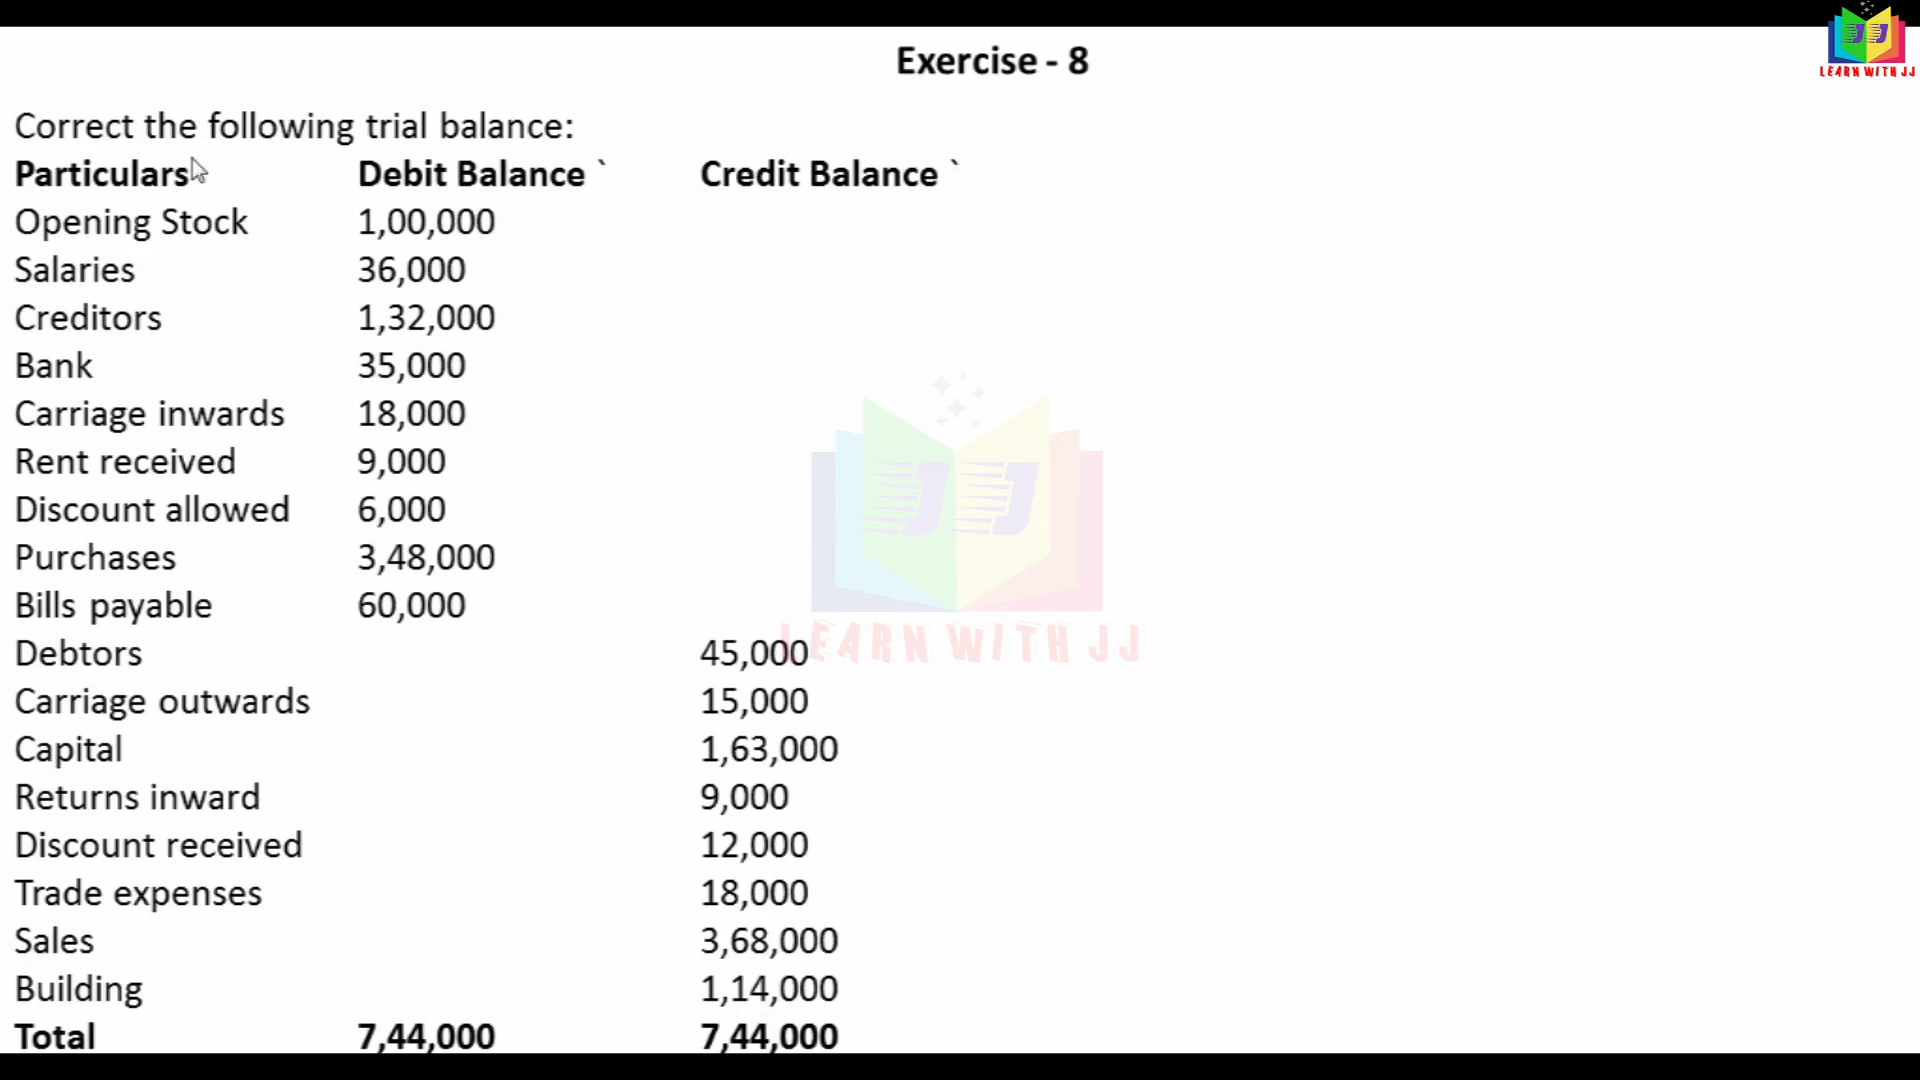 LEARN WITH JJ
Exercise - 8
Correct the following trial balance:
Particulars Debit Balance ` Credit Balance `
Opening Stock 1,00,000
Salaries 36,000
Creditors 1,32,000
Bank 35,000
Carriage inwards 18,000
Rent received 9,000
Discount allowed 6,000
Purchases 3,48,000
Bills payable 60,000
Debtors 45,000
Carriage outwards 15,000
Capital 1,63,000
Returns inward 9,000
Discount received 12,000
Trade expenses 18,000
Sales 3,68,000
Building 1,14,000
Total 7,44,000 7,44,000
JJ
LEARN WITH JJ